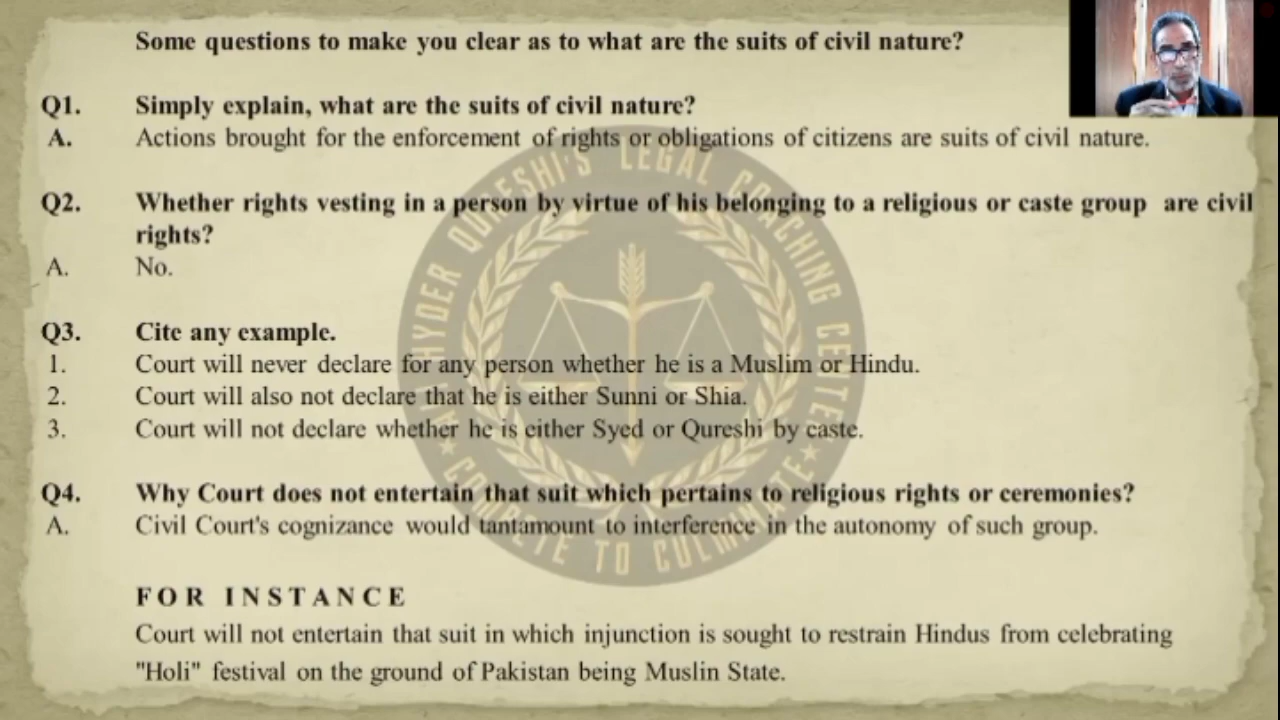 Some questions to make you clear as to what are the suits of civil nature?
Q1. Simply explain, what are the suits of civil nature?
A. Actions brought for the enforcement of rights or obligations of citizens are suits of civil nature.
Q2. Whether rights vesting in a person by virtue of his belonging to a religious or caste group are civil
rights?
A. No.
Q3. Cite any example.
1. Court will never declare for any person whether he is a Muslim or Hindu.
2. Court will also not declare that he is either Sunni or Shia.
3. Court will not declare whether he is either Syed or Qureshi by caste.
Q4. Why Court does not entertain that suit which pertains to religious rights or ceremonies?
A. Civil Court's cognizance would tantamount to interference in the autonomy of such group.
FOR INSTANCE
Court will not entertain that suit in which injunction is sought to restrain Hindus from celebrating
"Holi" festival on the ground of Pakistan being Muslin State.
HYDER QURESHI'S LEGAL COACHING CENTER
COMPETE TO CULMINATE